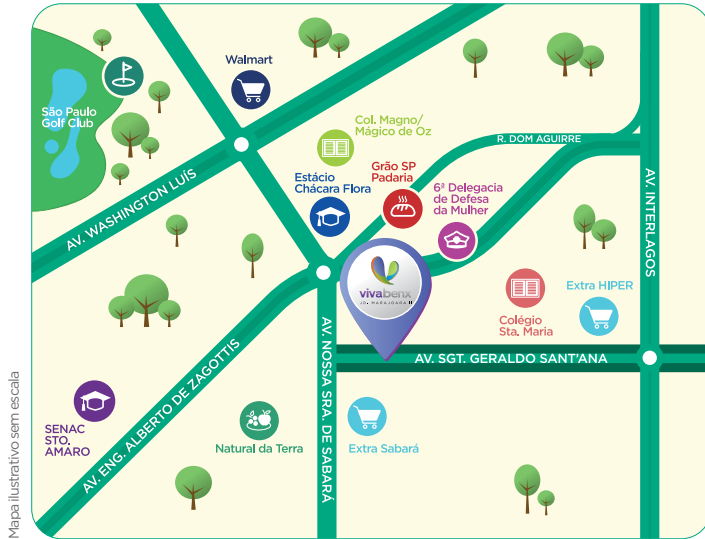 Walmart
São Paulo
Golf Club
Col. Magno/
Mágico de Oz
R. DOM AGUIRRE
Estácio
Chácara Flora
Grão SP
Padaria
6ª Delegacia
de Defesa
da Mulher
AV. WASHINGTON LUÍS
AV. INTERLAGOS
vivabenx
JD. MARAJOARA II
Extra HIPER
Colégio
Sta. Maria
AV. SGT. GERALDO SANT'ANA
AV. NOSSA SRA. DE SABARÁ
AV. ENG. ALBERTO DE ZAGOTTIS
SENAC
STO.
AMARO
Natural da Terra
Extra Sabará
Mapa ilustrativo sem escala